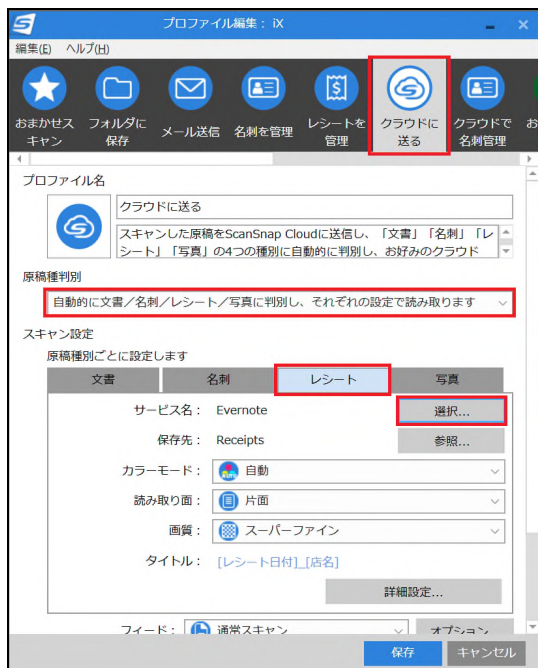 プロファイル編集： iX
編集(E) ヘルプ(H)
おまかせス
キャン
フォルダに
保存
メール送信
名刺を管理
レシートを
管理
クラウドに
送る
クラウドで
名刺管理
お
プロファイル名
クラウドに送る
スキャンした原稿をScanSnap Cloudに送信し、「文書」「名刺」「レ
シート」「写真」の4つの種別に自動的に判別し、お好みのクラウド
原稿種判別
自動的に文書／名刺／レシート／写真に判別し、それぞれの設定で読み取ります
スキャン設定
原稿種別ごとに設定します
文書 名刺 レシート 写真
サービス名： Evernote 選択...
保存先： Receipts 参照...
カラーモード： 自動
読み取り面： 片面
画質： スーパーファイン
タイトル： [レシート日付]_[店名]
詳細設定...
フィード： 通常スキャン オプション
保存 キャンセル